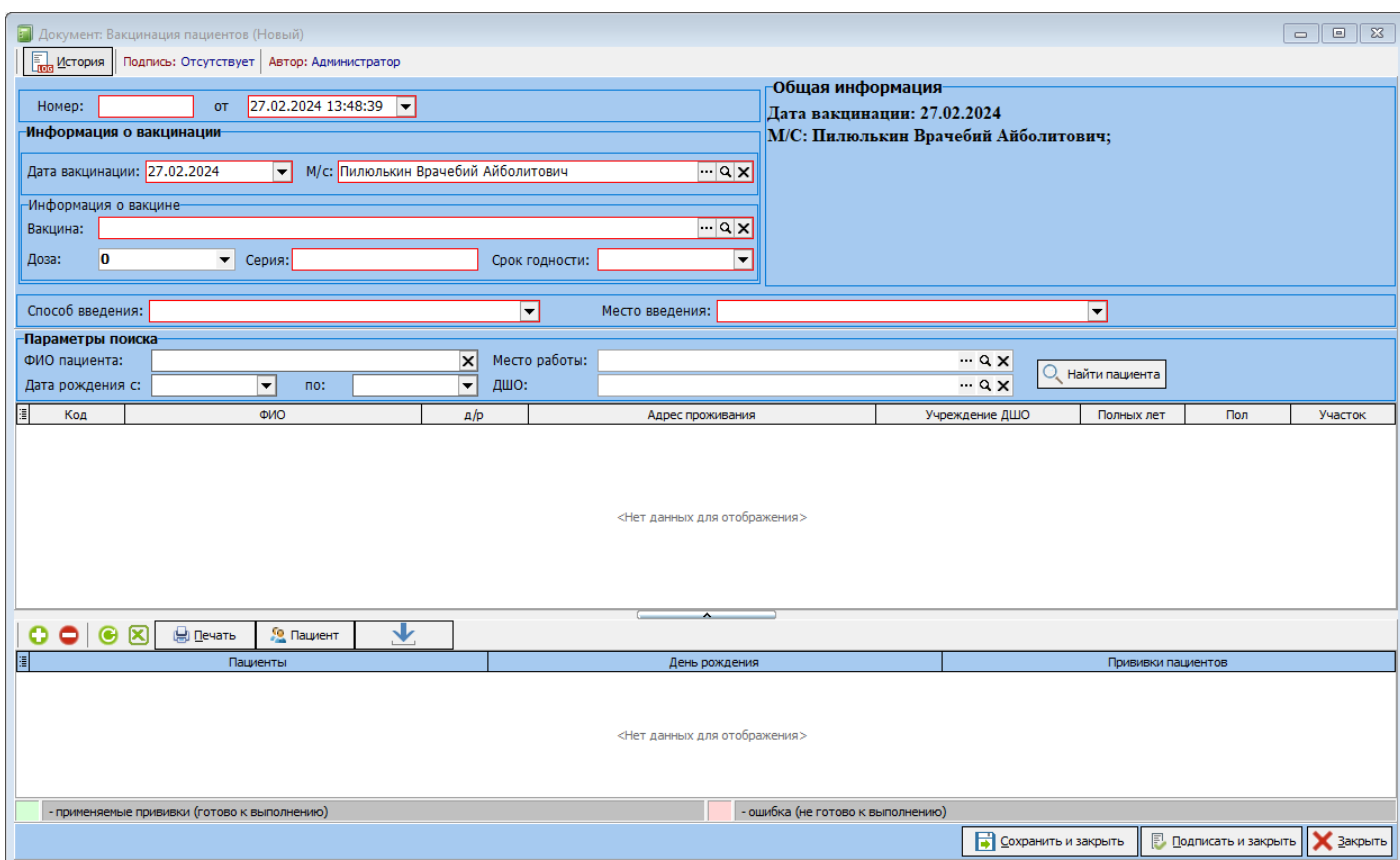 Документ: Вакцинация пациентов (Новый)
LOG История Подпись: Отсутствует Автор: Администратор
Номер: от 27.02.2024 13:48:39
Общая информация
Дата вакцинации: 27.02.2024
М/С: Пилюлькин Врачебий Айболитович;
Информация о вакцинации
Дата вакцинации: 27.02.2024 М/с: Пилюлькин Врачебий Айболитович
Информация о вакцине
Вакцина:
Доза: 0 Серия: Срок годности:
Способ введения: Место введения:
Параметры поиска
ФИО пациента: Место работы:
Дата рождения с: по: ДШО: Найти пациента
Код ФИО д/р Адрес проживания Учреждение ДШО Полных лет Пол Участок
<Нет данных для отображения>
Печать Пациент
Пациенты День рождения Прививки пациентов
<Нет данных для отображения>
- применяемые прививки (готово к выполнению) - ошибка (не готово к выполнению)
Сохранить и закрыть Подписать и закрыть Закрыть